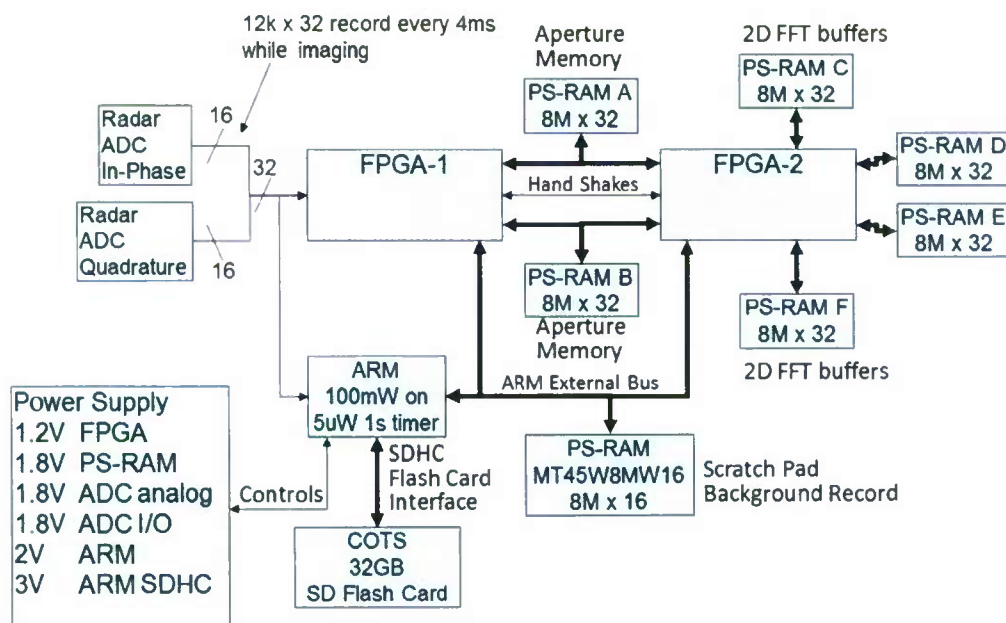 12k x 32 record every 4ms
while imaging
Aperture
Memory
2D FFT buffers
PS-RAM A
8M x 32
PS-RAM C
8M x 32
Radar
ADC
In-Phase
16
32
FPGA-1
FPGA-2
PS-RAM D
8M x 32
Hand Shakes
Radar
ADC
Quadrature
16
PS-RAM E
8M x 32
PS-RAM B
8M x 32
Aperture
Memory
PS-RAM F
8M x 32
2D FFT buffers
ARM
100mW on
5uW 1s timer
ARM External Bus
Power Supply
1.2V FPGA
1.8V PS-RAM
1.8V ADC analog
1.8V ADC I/O
2V ARM
3V ARM SDHC
Controls
SDHC
Flash Card
Interface
PS-RAM
MT45W8MW16
8M x 16
Scratch Pad
Background Record
COTS
32GB
SD Flash Card